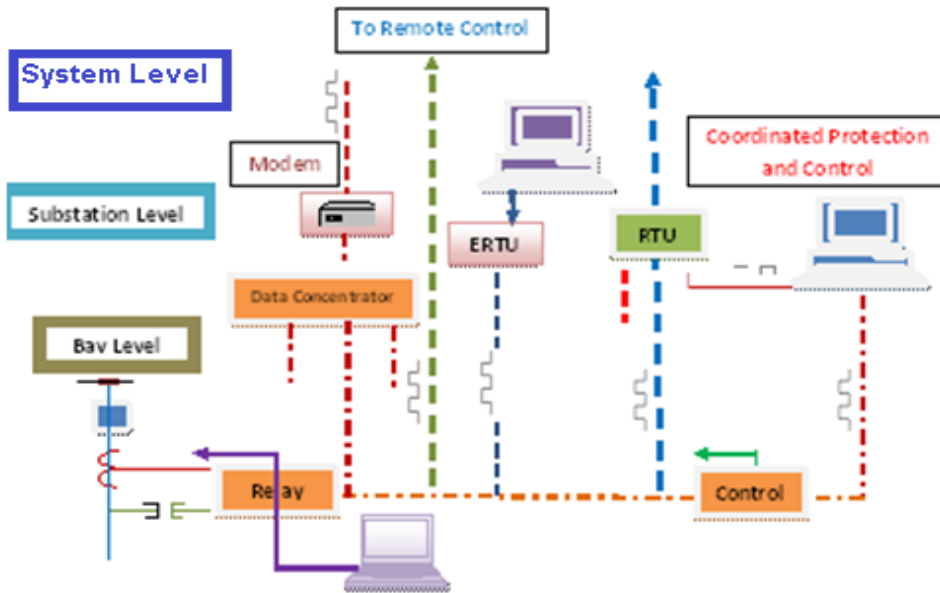 To Remote Control
System Level
Modem
Coordinated Protection
and Control
Substation Level
ERTU
RTU
Data Concentrator
Bay Level
Relay
Control